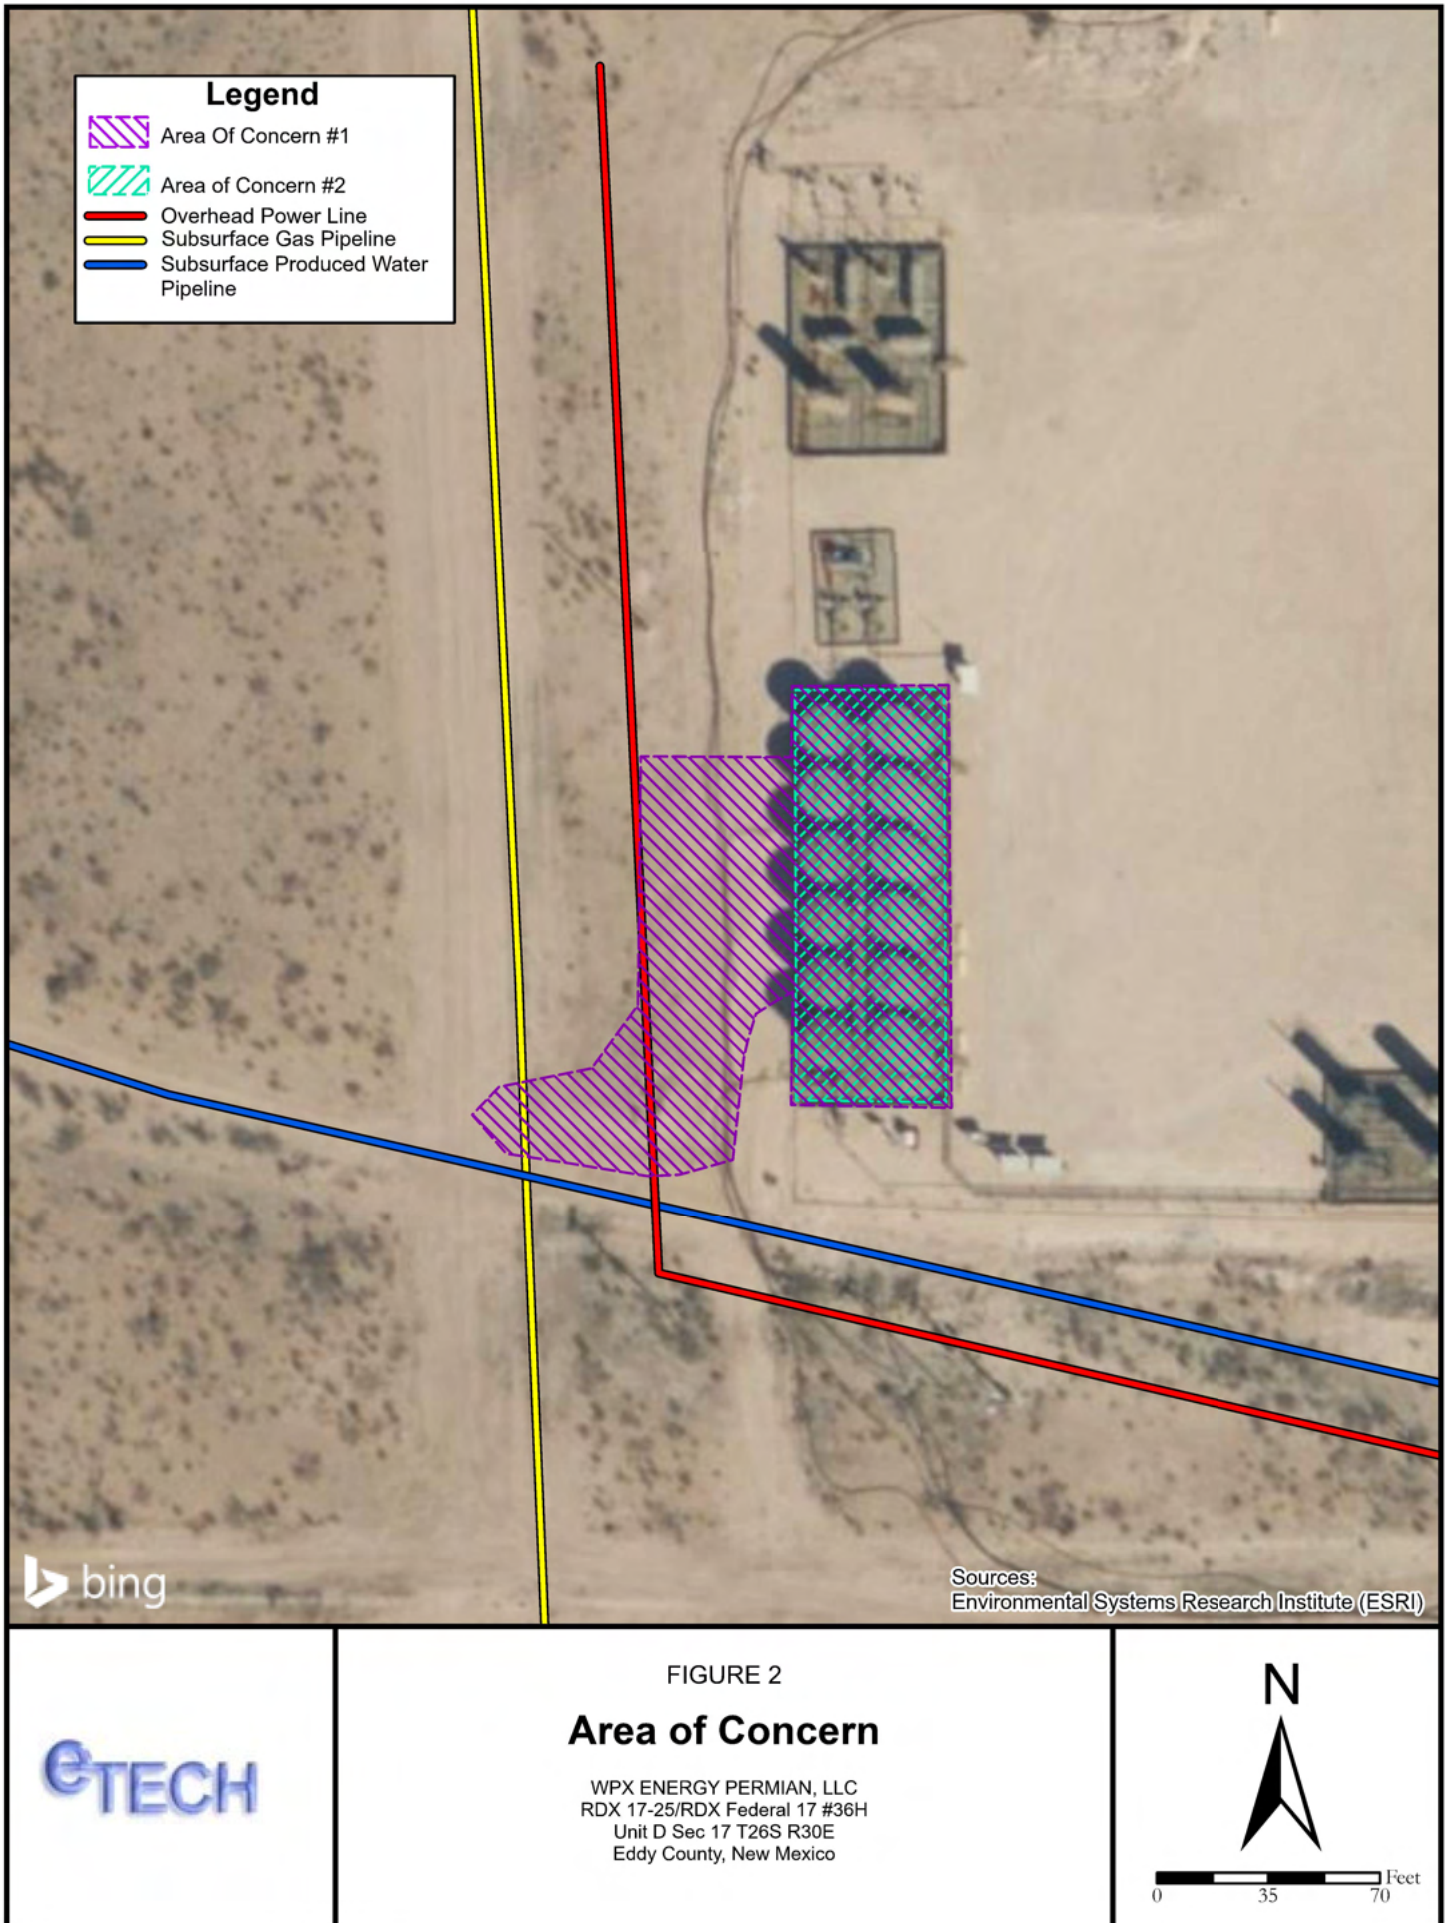 Legend
Area Of Concern #1
Area of Concern #2
Overhead Power Line
Subsurface Gas Pipeline
Subsurface Produced Water
Pipeline
bing
Sources:
Environmental Systems Research Institute (ESRI)
eTECH
FIGURE 2
Area of Concern
WPX ENERGY PERMIAN, LLC
RDX 17-25/RDX Federal 17 #36H
Unit D Sec 17 T26S R30E
Eddy County, New Mexico
N
Feet
0 35 70